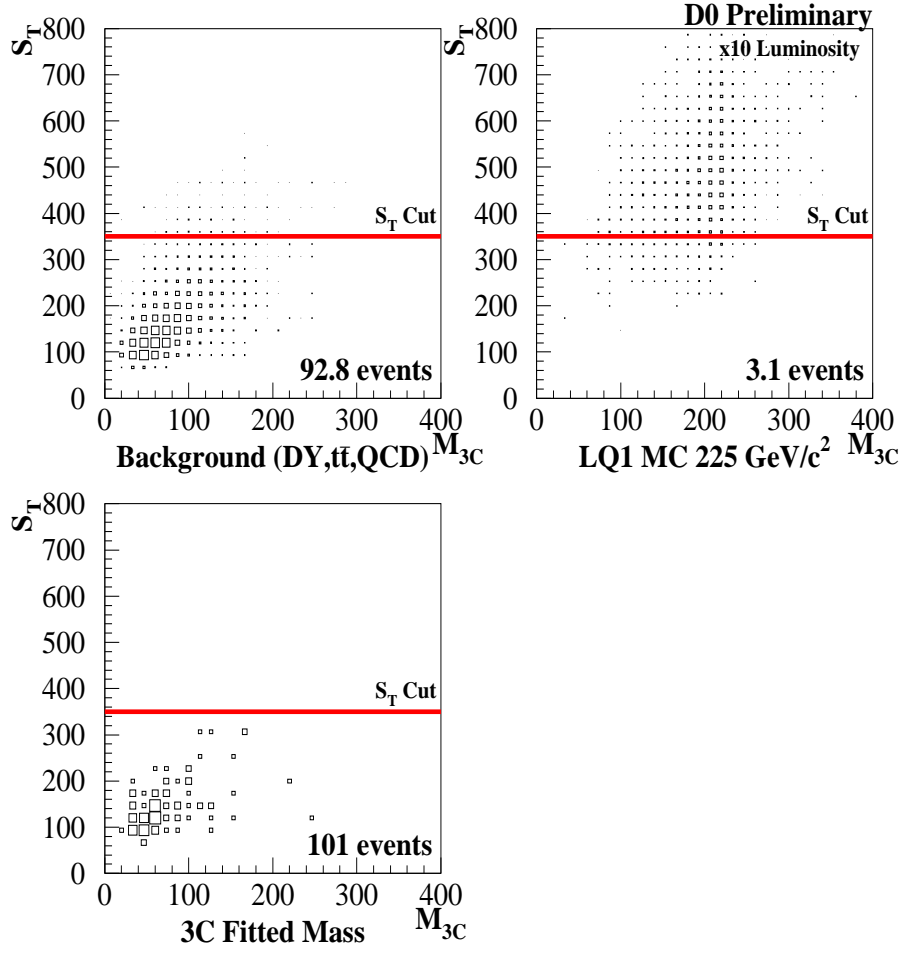 D0 Preliminary
S_T
800
700
600
500
400
300
200
100
0
S_T Cut
92.8 events
0 100 200 300 400
Background (DY,tt̄,QCD) M_3C
S_T
800
700
600
500
400
300
200
100
0
x10 Luminosity
S_T Cut
3.1 events
0 100 200 300 400
LQ1 MC 225 GeV/c² M_3C
S_T
800
700
600
500
400
300
200
100
0
S_T Cut
101 events
0 100 200 300 400
3C Fitted Mass M_3C